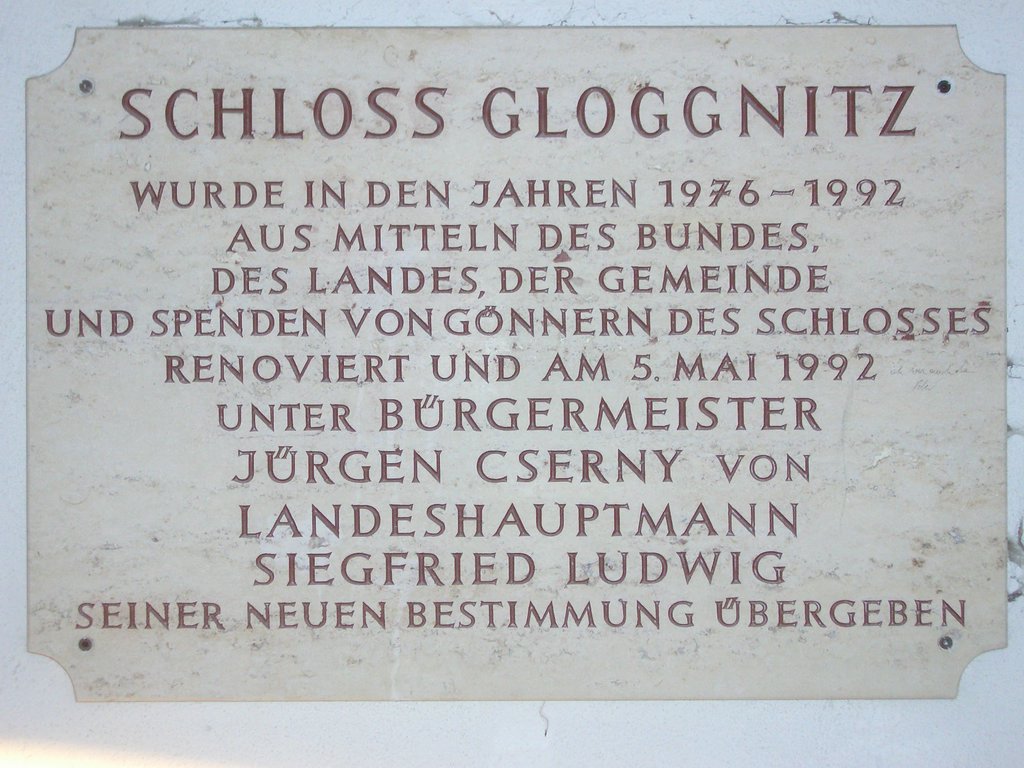 SCHLOSS GLOGGNITZ
WURDE IN DEN JAHREN 1976-1992
AUS MITTELN DES BUNDES,
DES LANDES, DER GEMEINDE
UND SPENDEN VON GÖNNERN DES SCHLOSSES
RENOVIERT UND AM 5. MAI 1992
UNTER BÜRGERMEISTER
JÜRGEN CSERNY VON
LANDESHAUPTMANN
SIEGFRIED LUDWIG
SEINER NEUEN BESTIMMUNG ÜBERGEBEN